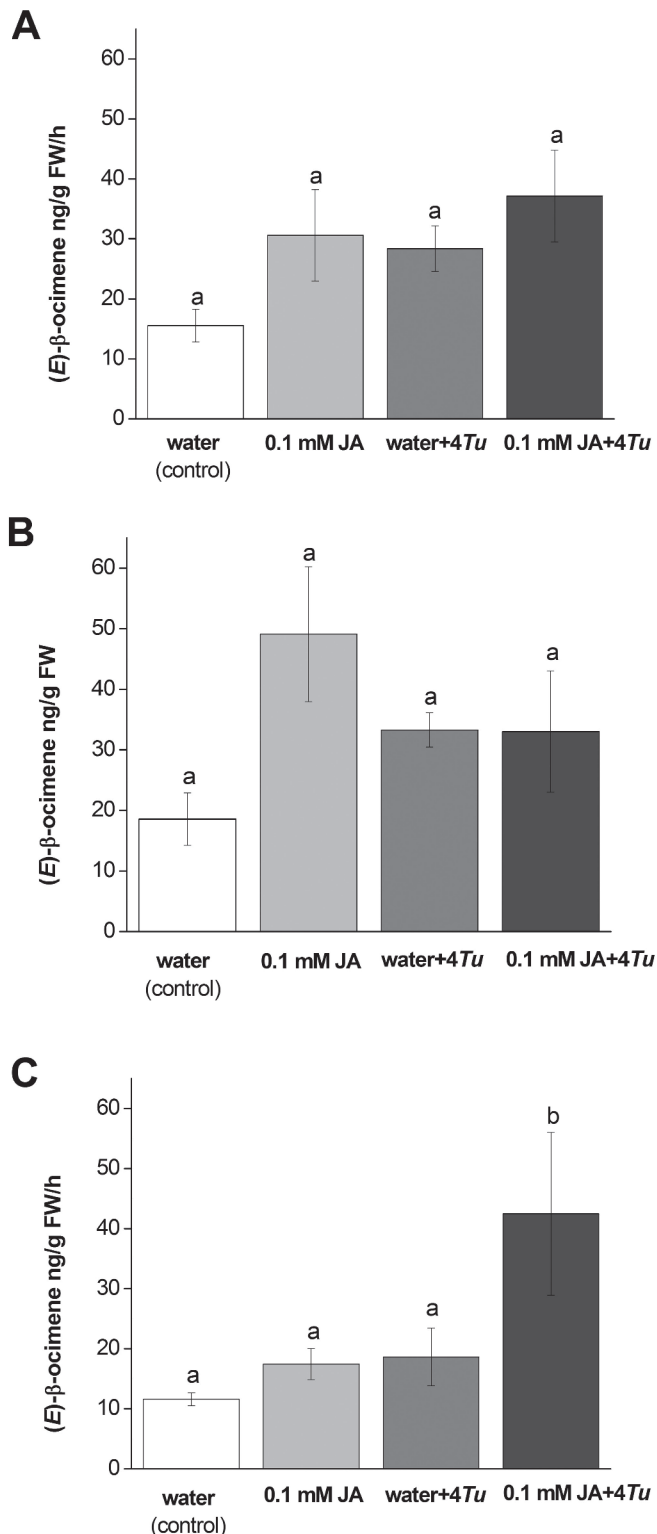 A
(E)-β-ocimene ng/g FW/h
60
50
40
30
20
10
0
a
a
a
a
water
(control)
0.1 mM JA
water+4Tu
0.1 mM JA+4Tu
B
(E)-β-ocimene ng/g FW
60
50
40
30
20
10
0
a
a
a
a
water
(control)
0.1 mM JA
water+4Tu
0.1 mM JA+4Tu
C
(E)-β-ocimene ng/g FW/h
60
50
40
30
20
10
0
a
a
a
b
water
(control)
0.1 mM JA
water+4Tu
0.1 mM JA+4Tu